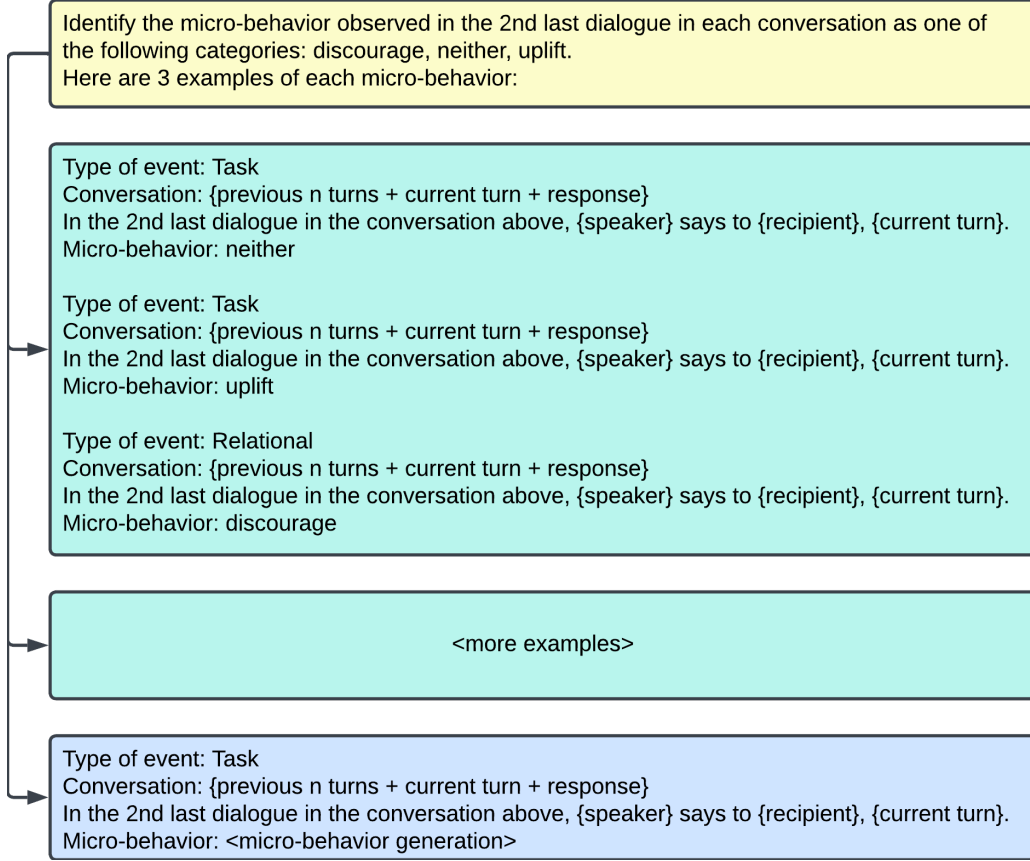 Identify the micro-behavior observed in the 2nd last dialogue in each conversation as one of
the following categories: discourage, neither, uplift.
Here are 3 examples of each micro-behavior:
Type of event: Task
Conversation: {previous n turns + current turn + response}
In the 2nd last dialogue in the conversation above, {speaker} says to {recipient}, {current turn}.
Micro-behavior: neither
Type of event: Task
Conversation: {previous n turns + current turn + response}
In the 2nd last dialogue in the conversation above, {speaker} says to {recipient}, {current turn}.
Micro-behavior: uplift
Type of event: Relational
Conversation: {previous n turns + current turn + response}
In the 2nd last dialogue in the conversation above, {speaker} says to {recipient}, {current turn}.
Micro-behavior: discourage
<more examples>
Type of event: Task
Conversation: {previous n turns + current turn + response}
In the 2nd last dialogue in the conversation above, {speaker} says to {recipient}, {current turn}.
Micro-behavior: <micro-behavior generation>